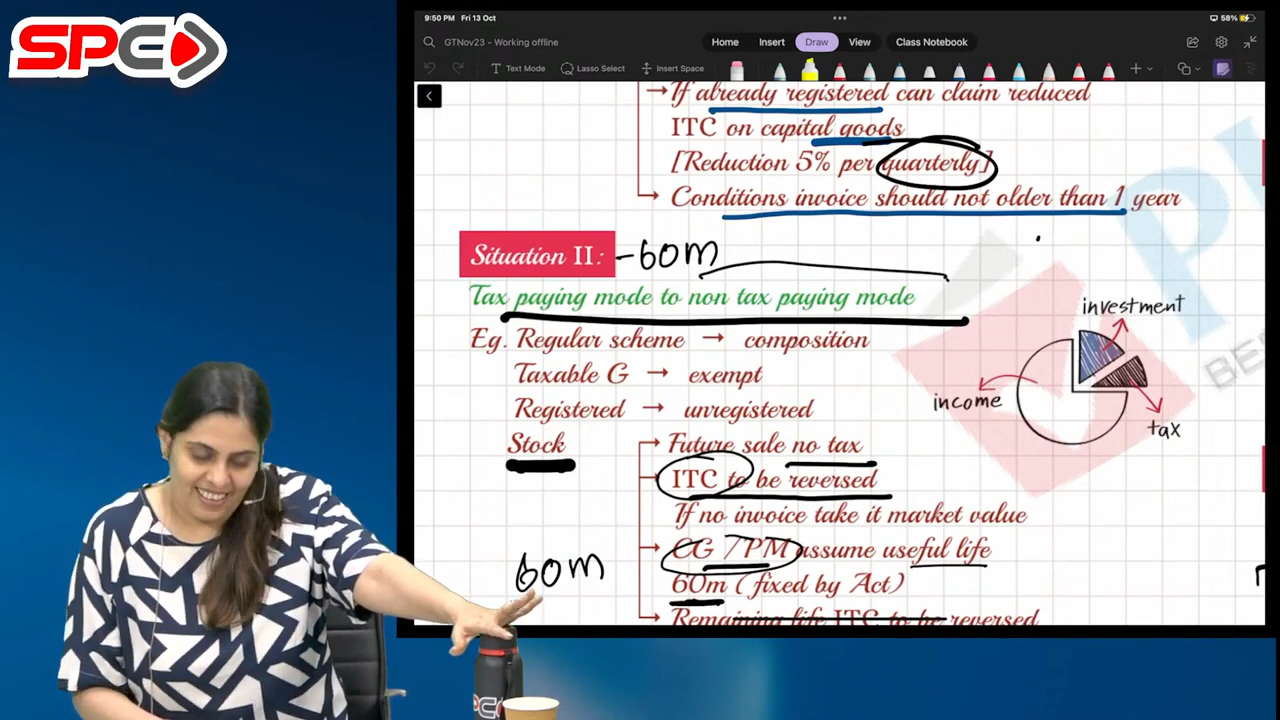 SPC
9:50 PM Fri 13 Oct
58%
GTNov23 - Working offline
Home Insert Draw View Class Notebook
Text Mode Lasso Select Insert Space
If already registered can claim reduced
ITC on capital goods
[Reduction 5% per quarterly]
Conditions invoice should not older than 1 year
Situation II: -60m
Tax paying mode to non tax paying mode
Eg. Regular scheme → composition
Taxable G → exempt
Registered → unregistered
Stock → Future sale no tax
ITC to be reversed
If no invoice take it market value
CG /PM assume useful life
60m
60m (fixed by Act)
Remaining life ITC to be reversed
investment
income
tax
BES